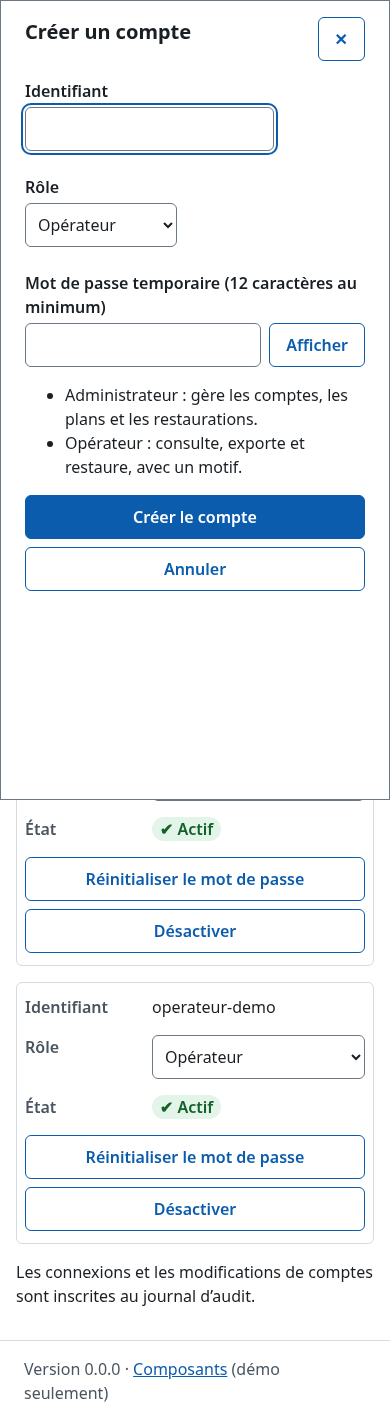 Créer un compte
✕
Identifiant
Rôle
Opérateur
Mot de passe temporaire (12 caractères au
minimum)
Afficher
• Administrateur : gère les comptes, les
plans et les restaurations.
• Opérateur : consulte, exporte et
restaure, avec un motif.
Créer le compte
Annuler
État
✔ Actif
Réinitialiser le mot de passe
Désactiver
Identifiant
operateur-demo
Rôle
Opérateur
État
✔ Actif
Réinitialiser le mot de passe
Désactiver
Les connexions et les modifications de comptes
sont inscrites au journal d’audit.
Version 0.0.0 · Composants (démo
seulement)